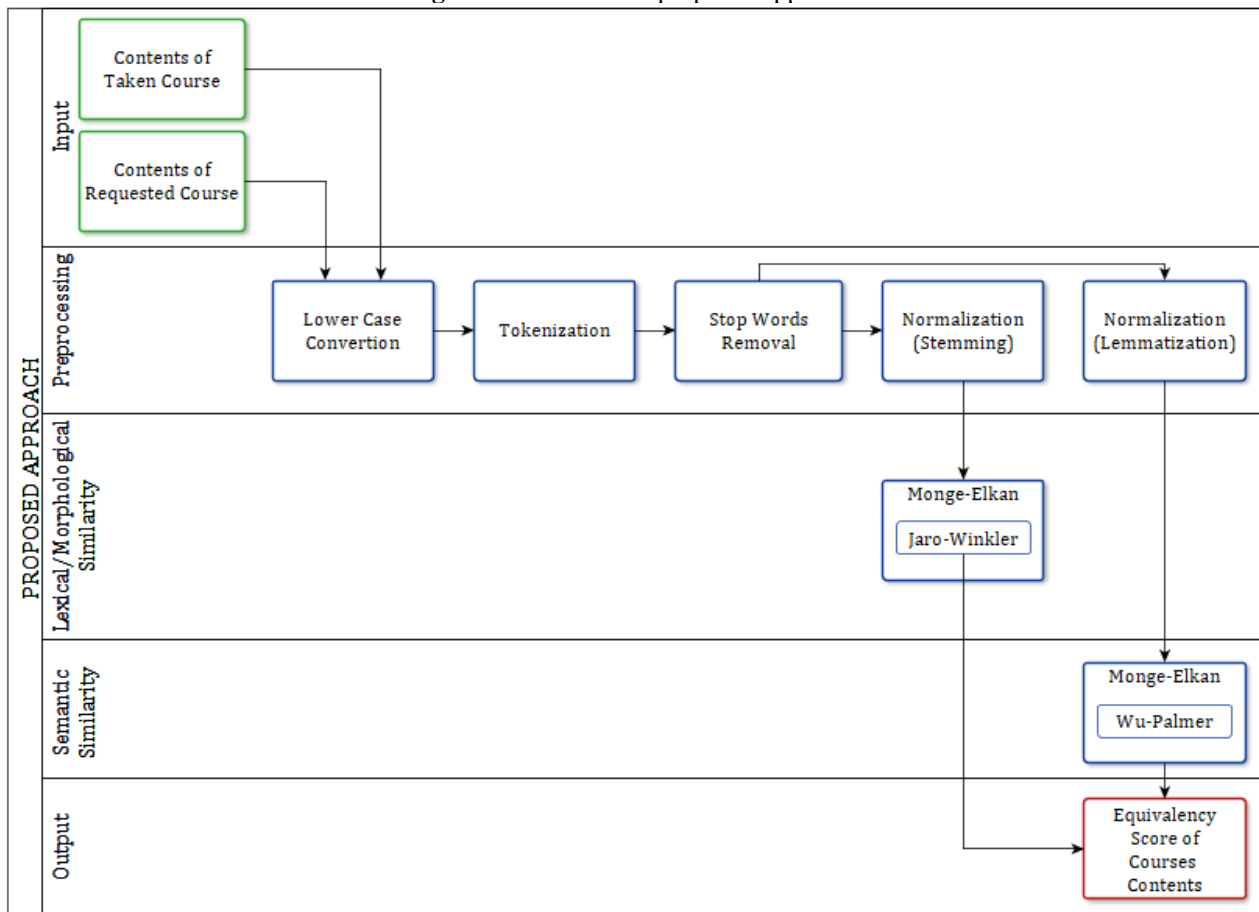 PROPOSED APPROACH
Input
Contents of
Taken Course
Contents of
Requested Course
Preprocessing
Lower Case
Convertion
Tokenization
Stop Words
Removal
Normalization
(Stemming)
Normalization
(Lemmatization)
Lexical/Morphological
Similarity
Monge-Elkan
Jaro-Winkler
Semantic
Similarity
Monge-Elkan
Wu-Palmer
Output
Equivalency
Score of
Courses
Contents